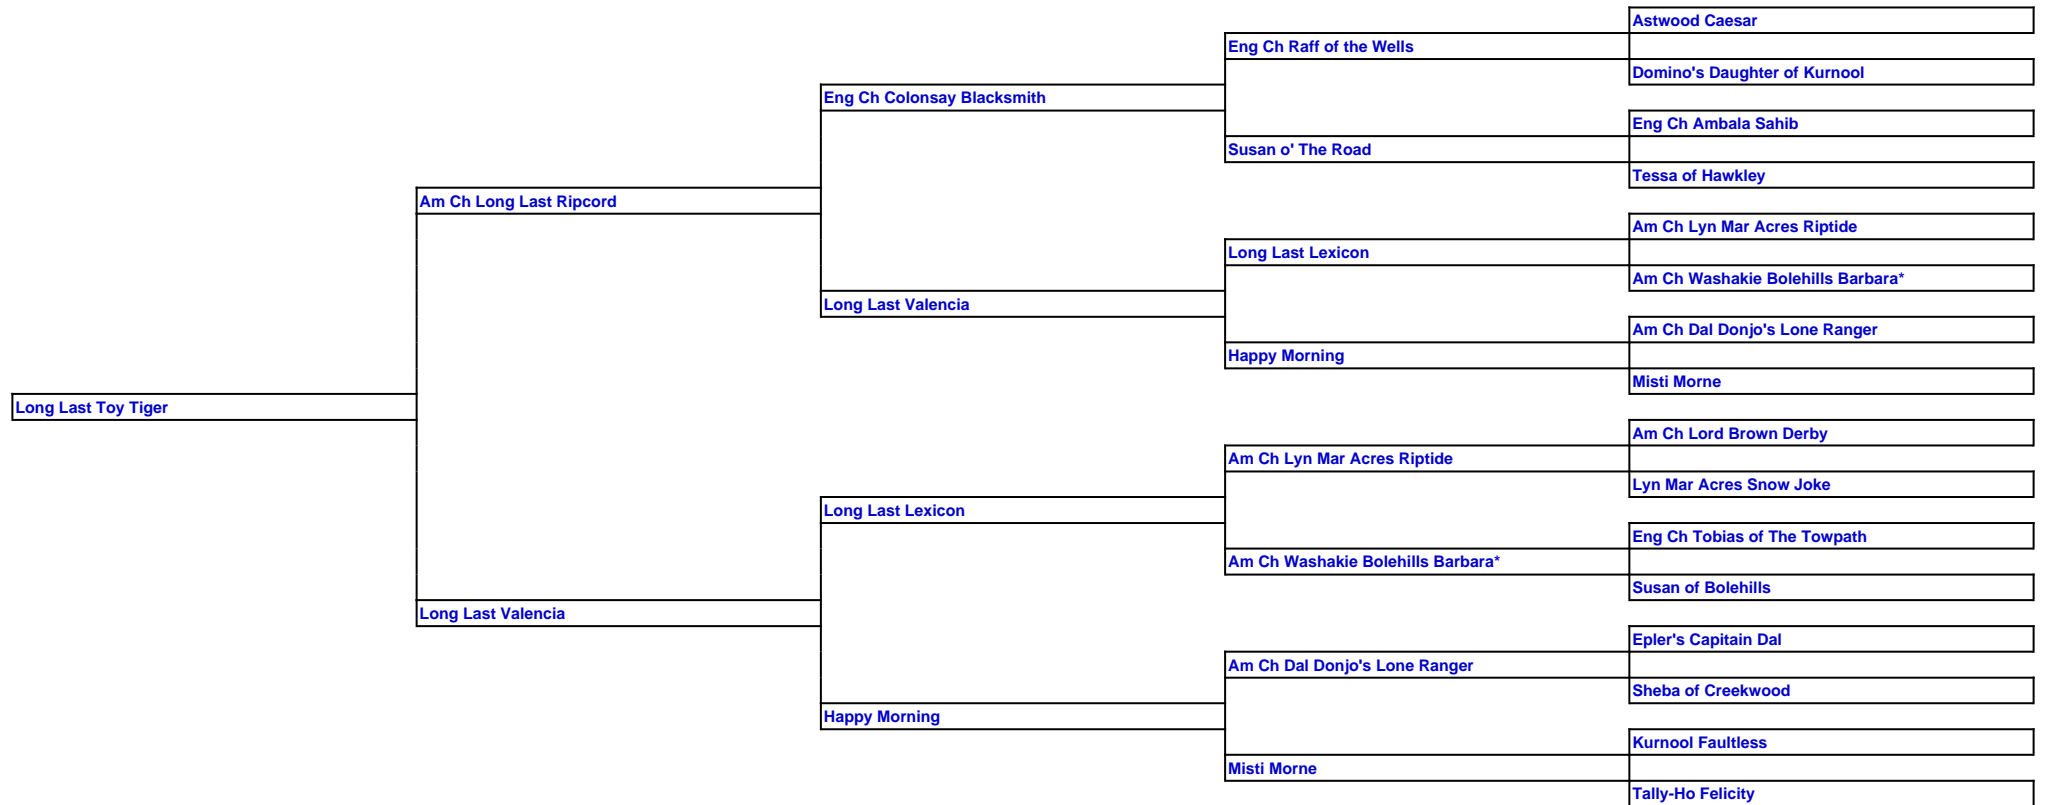 Astwood Caesar
Eng Ch Raff of the Wells
Domino's Daughter of Kurnool
Eng Ch Colonsay Blacksmith
Eng Ch Ambala Sahib
Susan o' The Road
Tessa of Hawkley
Am Ch Long Last Ripcord
Am Ch Lyn Mar Acres Riptide
Long Last Lexicon
Am Ch Washakie Bolehills Barbara*
Long Last Valencia
Am Ch Dal Donjo's Lone Ranger
Happy Morning
Misti Morne
Long Last Toy Tiger
Am Ch Lord Brown Derby
Am Ch Lyn Mar Acres Riptide
Lyn Mar Acres Snow Joke
Long Last Lexicon
Eng Ch Tobias of The Towpath
Am Ch Washakie Bolehills Barbara*
Susan of Bolehills
Long Last Valencia
Epler's Capitain Dal
Am Ch Dal Donjo's Lone Ranger
Sheba of Creekwood
Happy Morning
Kurnool Faultless
Misti Morne
Tally-Ho Felicity